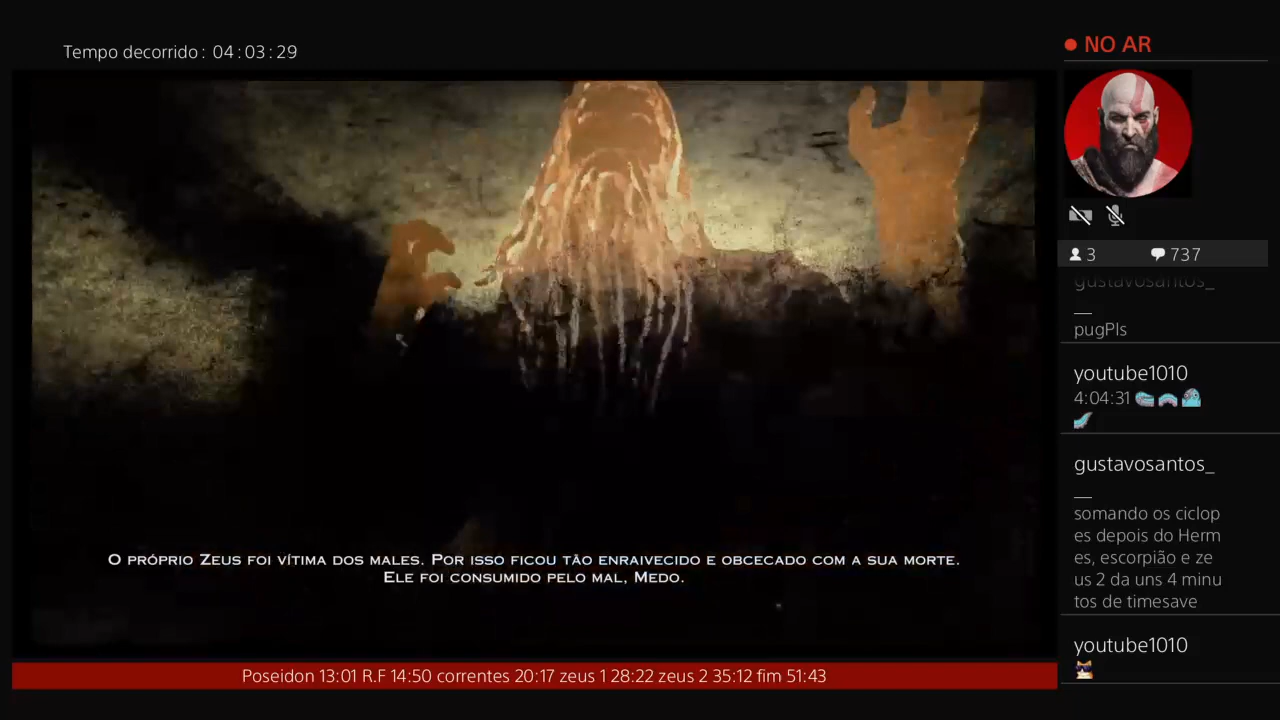 Tempo decorrido: 04:03:29
NO AR
3 737
gustavosantos_
__
pugPls
youtube1010
4:04:31
gustavosantos_
__
somando os ciclop
es depois do Herm
es, escorpião e ze
us 2 da uns 4 minu
tos de timesave
youtube1010
O próprio Zeus foi vítima dos males. Por isso ficou tão enraivecido e obcecado com a sua morte.
Ele foi consumido pelo mal, Medo.
Poseidon 13:01 R.F 14:50 correntes 20:17 zeus 1 28:22 zeus 2 35:12 fim 51:43